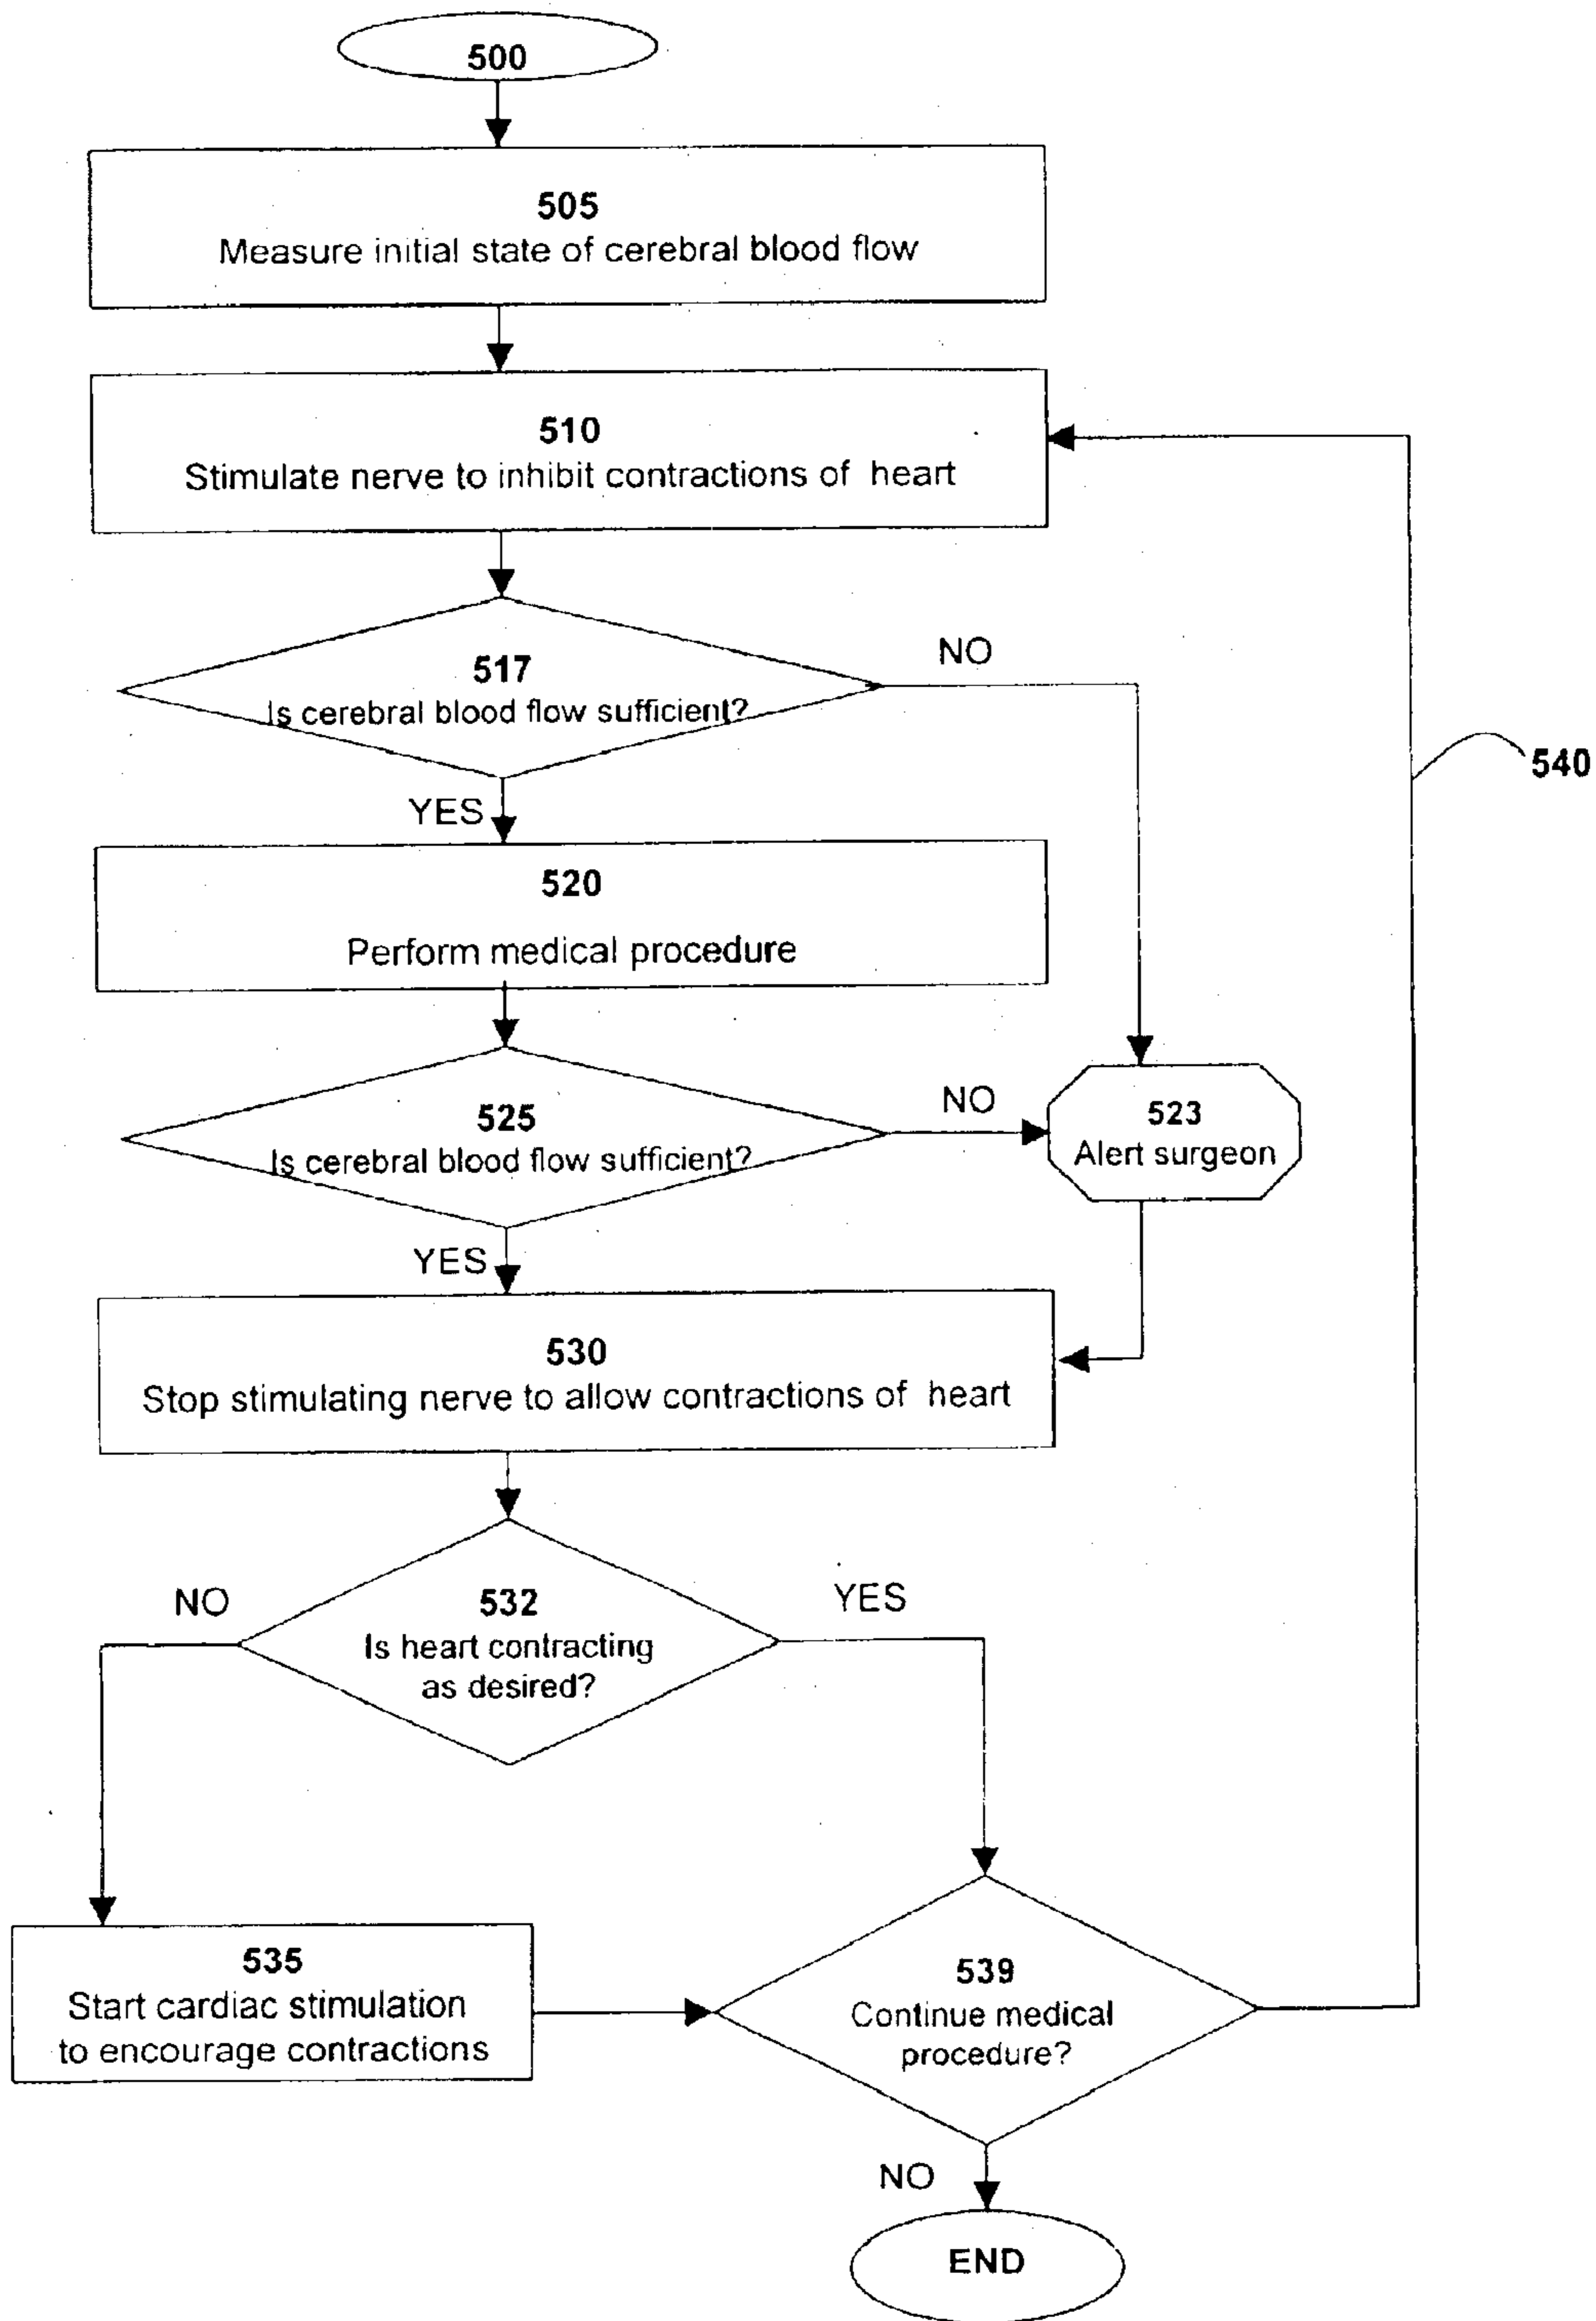 500
505
Measure initial state of cerebral blood flow
510
Stimulate nerve to inhibit contractions of heart
517
Is cerebral blood flow sufficient?
NO
540
YES
520
Perform medical procedure
525
Is cerebral blood flow sufficient?
NO
523
Alert surgeon
YES
530
Stop stimulating nerve to allow contractions of heart
NO
532
Is heart contracting
as desired?
YES
535
Start cardiac stimulation
to encourage contractions
539
Continue medical
procedure?
NO
END